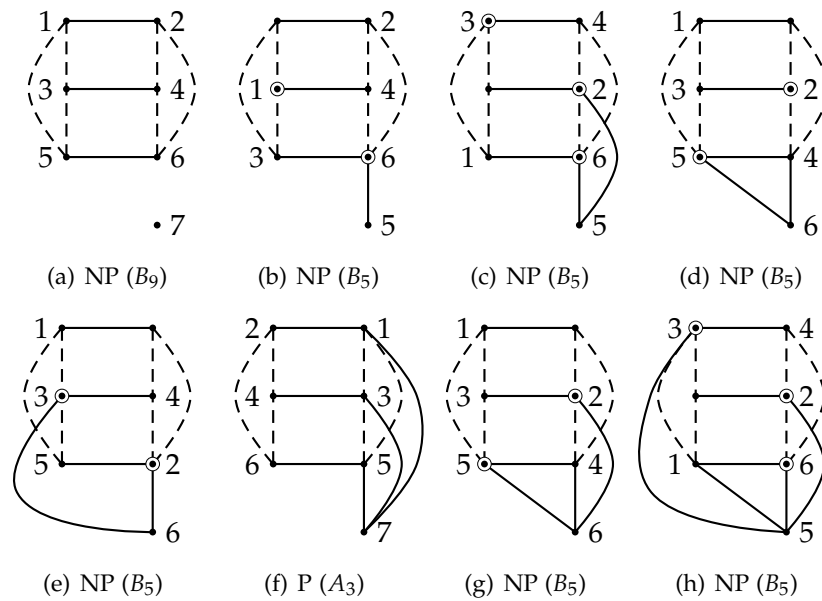 1 2 2 3 4 1
3 4 1 4 2 3 2
5 6 3 6 1 6 5 4
7 5 5 6
(a) NP (B9) (b) NP (B5) (c) NP (B5) (d) NP (B5)
1 2 1 1 3 4
3 4 4 3 3 2 2
5 2 6 5 5 4 1 6
6 7 6 5
(e) NP (B5) (f) P (A3) (g) NP (B5) (h) NP (B5)